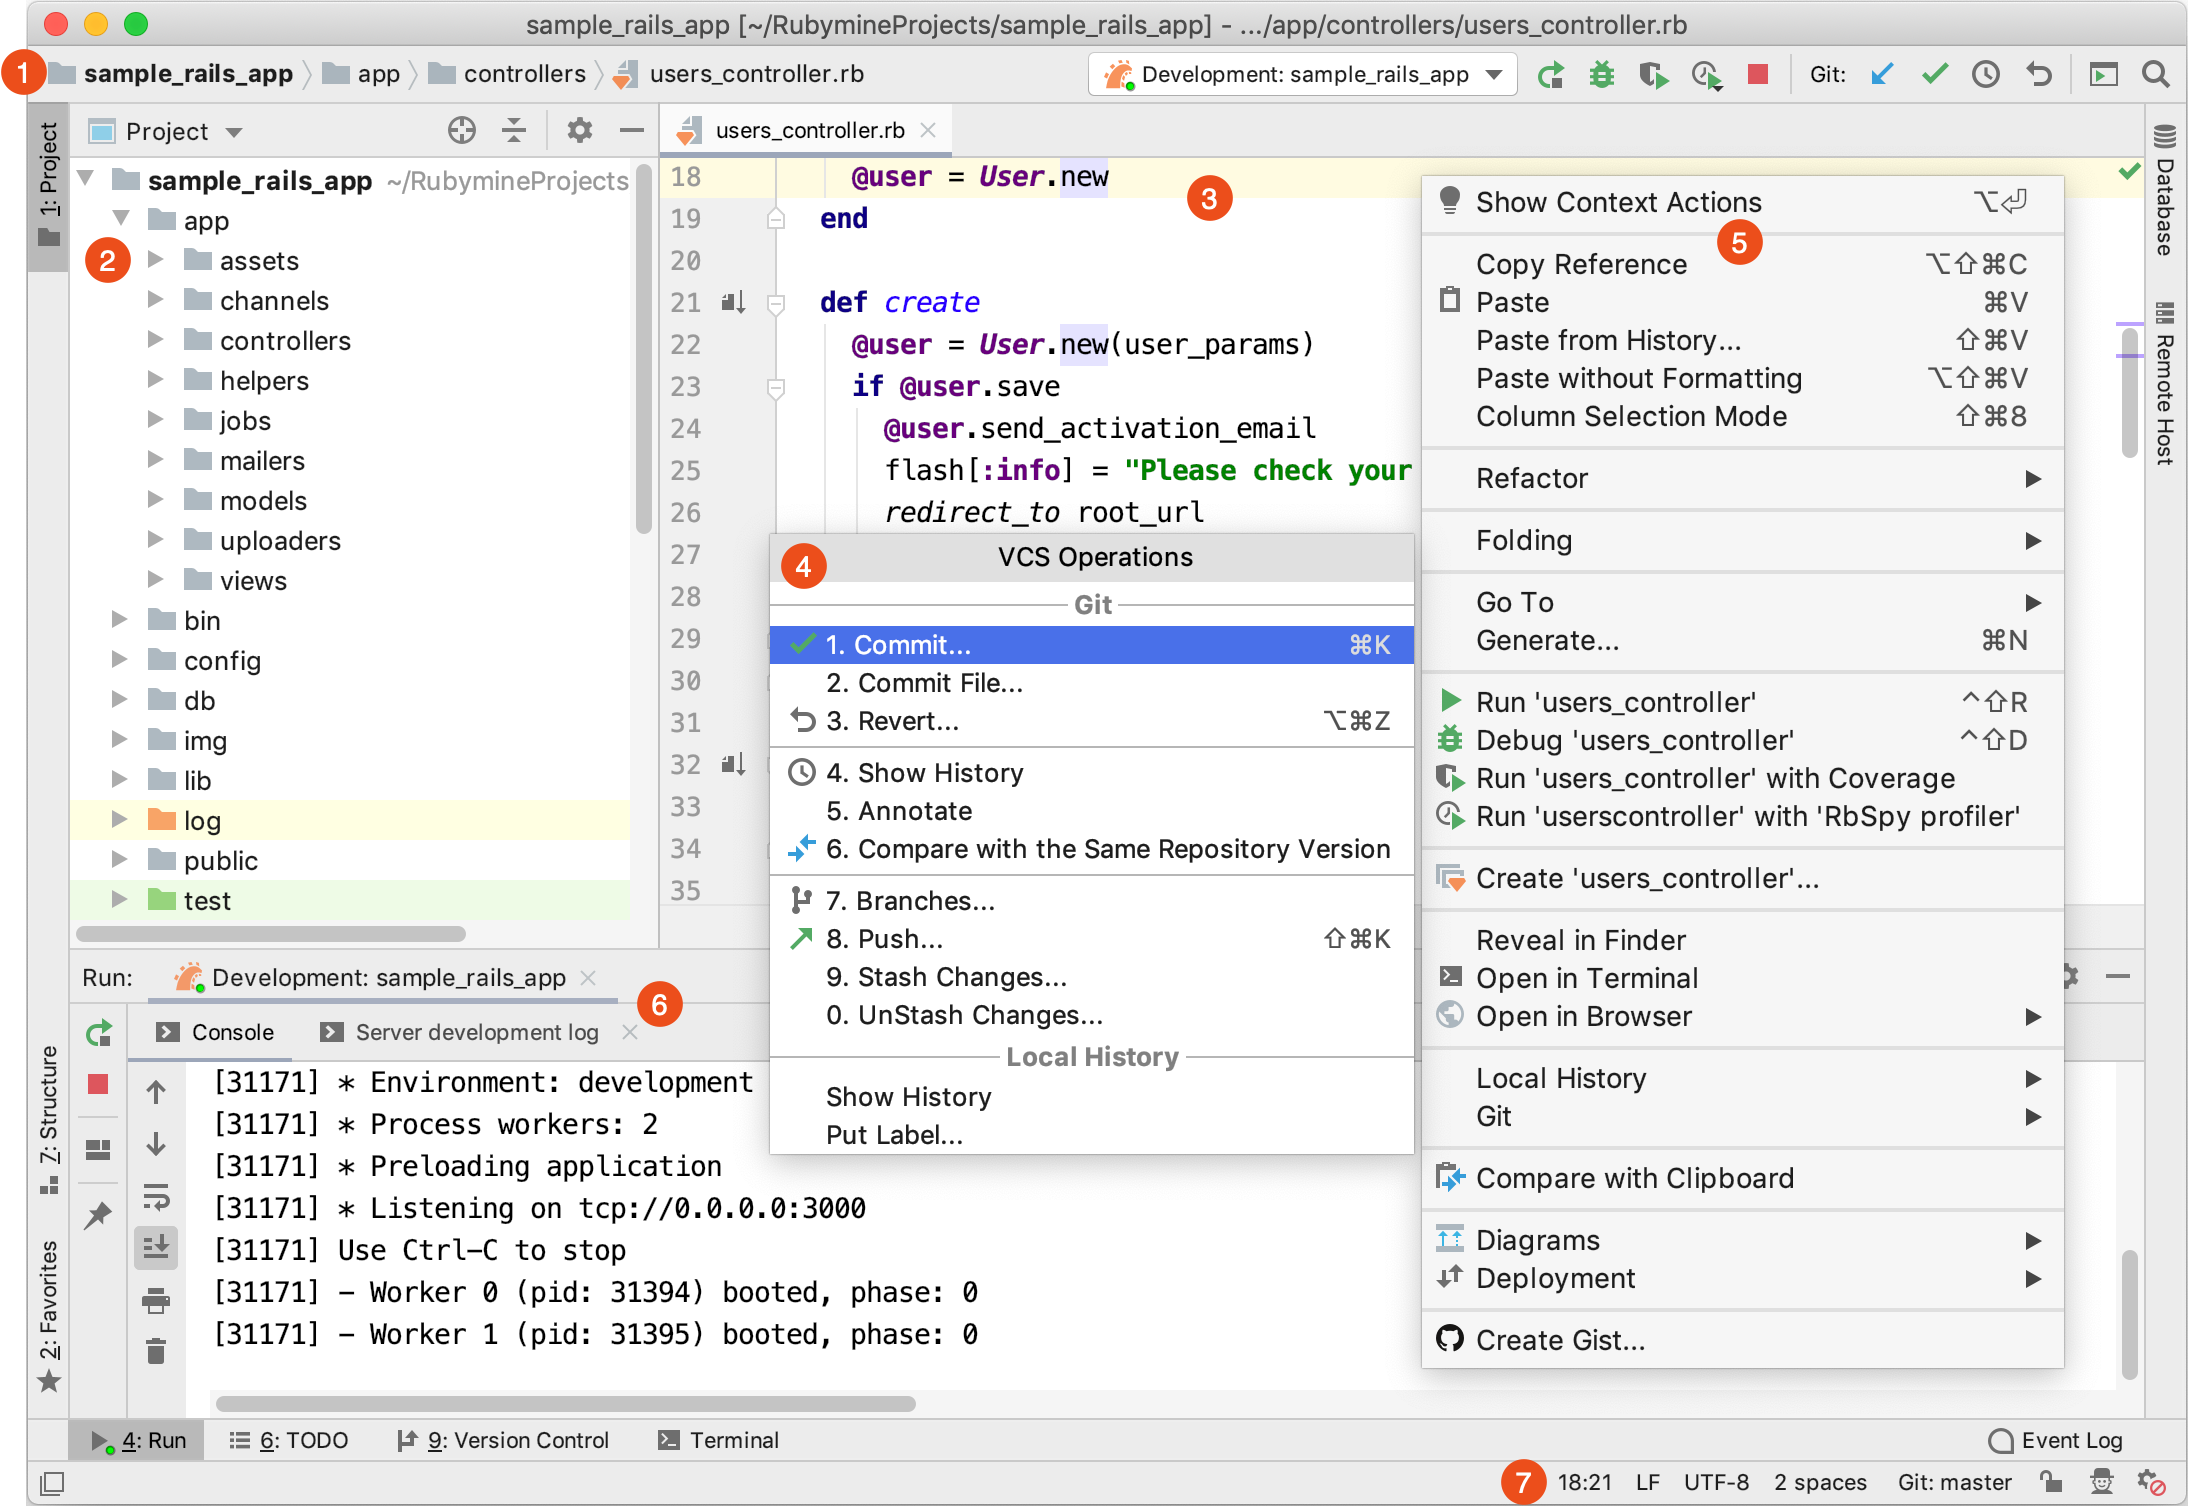 sample_rails_app [~/RubymineProjects/sample_rails_app] - .../app/controllers/users_controller.rb
1 sample_rails_app app controllers users_controller.rb Development: sample_rails_app Git:
1: Project
Project
sample_rails_app ~/RubymineProjects
app
2
assets
channels
controllers
helpers
jobs
mailers
models
uploaders
views
bin
config
db
img
lib
log
public
test
users_controller.rb
18 @user = User.new
3
19 end
20
21 def create
22 @user = User.new(user_params)
23 if @user.save
24 @user.send_activation_email
25 flash[:info] = "Please check your
26 redirect_to root_url
27
28
29
30
31
32
33
34
35
4 VCS Operations
Git
1. Commit... ⌘K
2. Commit File...
3. Revert... ⌥⌘Z
4. Show History
5. Annotate
6. Compare with the Same Repository Version
7. Branches...
8. Push... ⇧⌘K
9. Stash Changes...
0. UnStash Changes...
Local History
Show History
Put Label...
Show Context Actions ⌥⏎
5
Copy Reference ⌥⇧⌘C
Paste ⌘V
Paste from History... ⇧⌘V
Paste without Formatting ⌥⇧⌘V
Column Selection Mode ⇧⌘8
Refactor
Folding
Go To
Generate... ⌘N
Run 'users_controller' ^⇧R
Debug 'users_controller' ^⇧D
Run 'users_controller' with Coverage
Run 'userscontroller' with 'RbSpy profiler'
Create 'users_controller'...
Reveal in Finder
Open in Terminal
Open in Browser
Local History
Git
Compare with Clipboard
Diagrams
Deployment
Create Gist...
Database
Remote Host
Run: Development: sample_rails_app
6
Console Server development log
[31171] * Environment: development
[31171] * Process workers: 2
[31171] * Preloading application
[31171] * Listening on tcp://0.0.0.0:3000
[31171] Use Ctrl-C to stop
[31171] - Worker 0 (pid: 31394) booted, phase: 0
[31171] - Worker 1 (pid: 31395) booted, phase: 0
7: Structure
2: Favorites
4: Run 6: TODO 9: Version Control Terminal Event Log
7 18:21 LF UTF-8 2 spaces Git: master